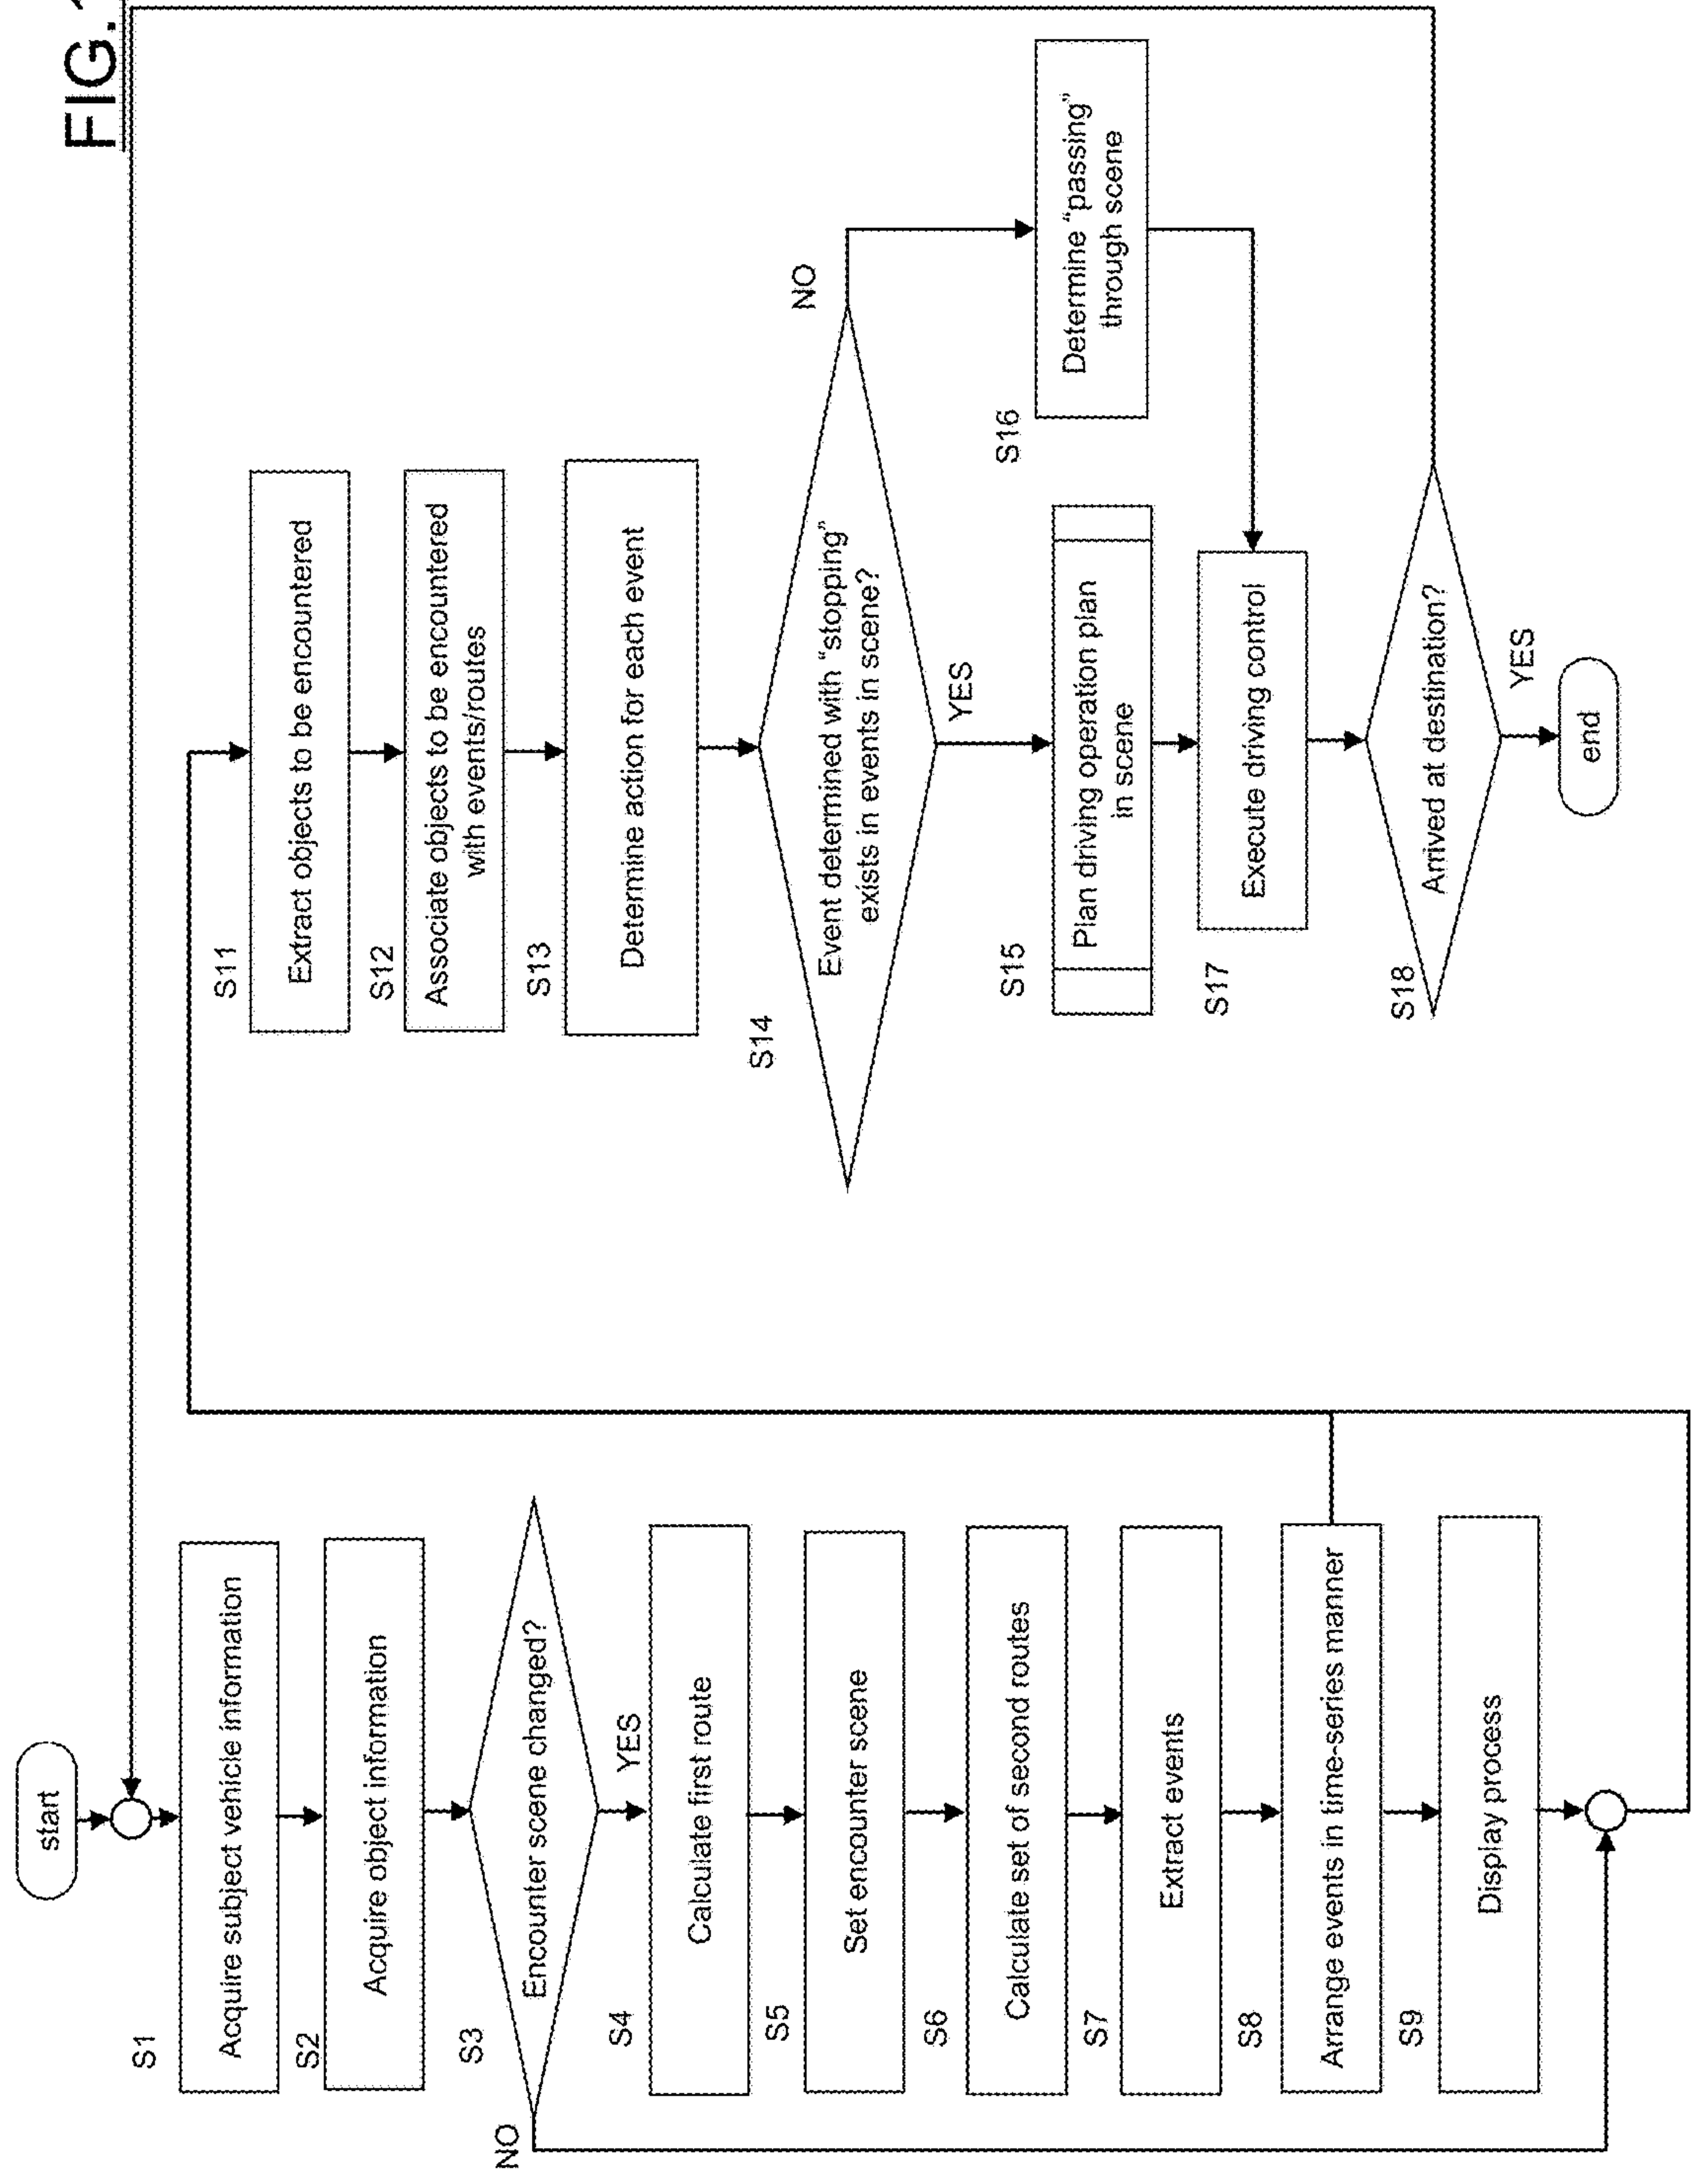 FIG.
start
S1
Acquire subject vehicle information
S2
Acquire object information
S3
Encounter scene changed?
NO
YES
S4
Calculate first route
S5
Set encounter scene
S6
Calculate set of second routes
S7
Extract events
S8
Arrange events in time-series manner
S9
Display process
S11
Extract objects to be encountered
S12
Associate objects to be encountered
with events/routes
S13
Determine action for each event
S14
Event determined with “stopping”
exists in events in scene?
NO
YES
S16
Determine “passing”
through scene
S15
Plan driving operation plan
in scene
S17
Execute driving control
S18
Arrived at destination?
YES
end